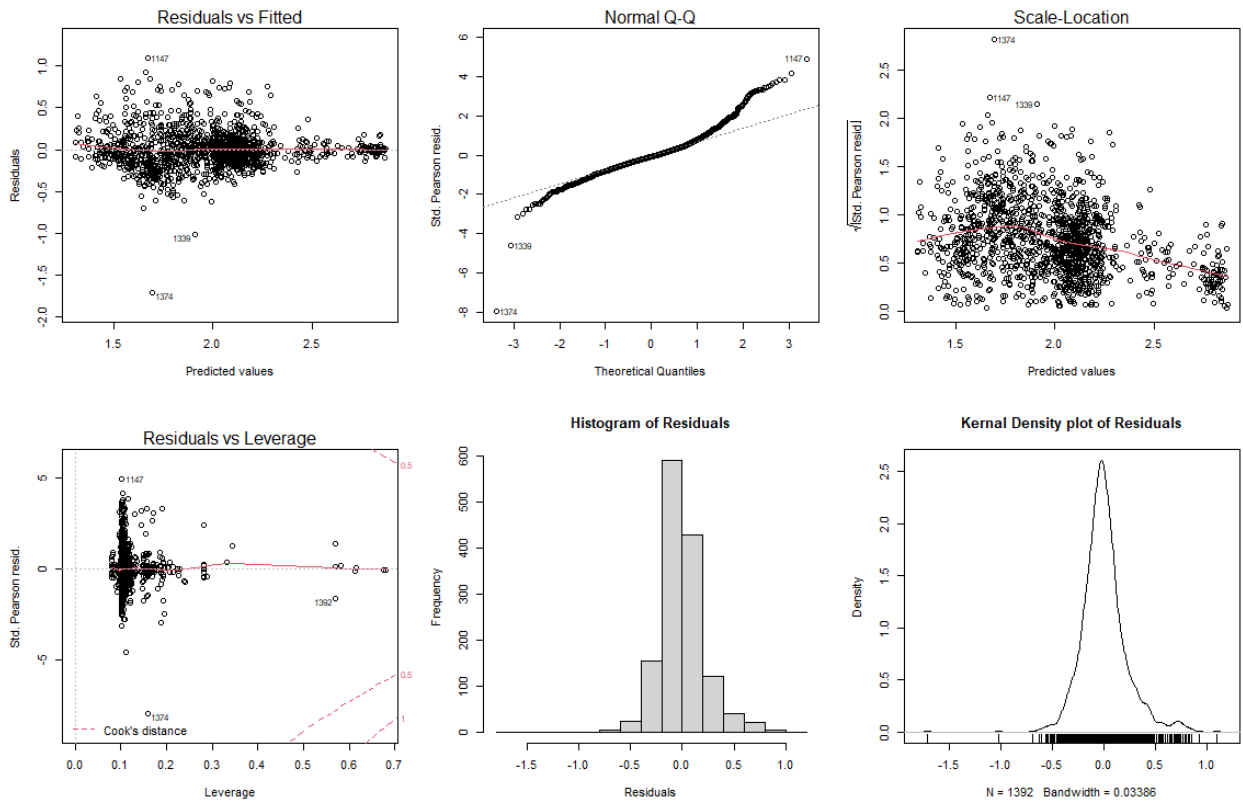 Residuals vs Fitted
Residuals
1.0
0.5
0.0
-0.5
-1.0
-1.5
-2.0
1147
1339
1374
1.5 2.0 2.5
Predicted values
Normal Q-Q
Std. Pearson resid.
6
4
2
0
-2
-4
-6
-8
1147
1339
1374
-3 -2 -1 0 1 2 3
Theoretical Quantiles
Scale-Location
√|Std. Pearson resid.|
2.5
2.0
1.5
1.0
0.5
0.0
1374
1147
1339
1.5 2.0 2.5
Predicted values
Residuals vs Leverage
Std. Pearson resid.
5
0
-5
1147
1392
1374
0.5
0.5
1
Cook's distance
0.0 0.1 0.2 0.3 0.4 0.5 0.6 0.7
Leverage
Histogram of Residuals
Frequency
600
500
400
300
200
100
0
-1.5 -1.0 -0.5 0.0 0.5 1.0
Residuals
Kernal Density plot of Residuals
Density
2.5
2.0
1.5
1.0
0.5
0.0
-1.5 -1.0 -0.5 0.0 0.5 1.0
N = 1392 Bandwidth = 0.03386